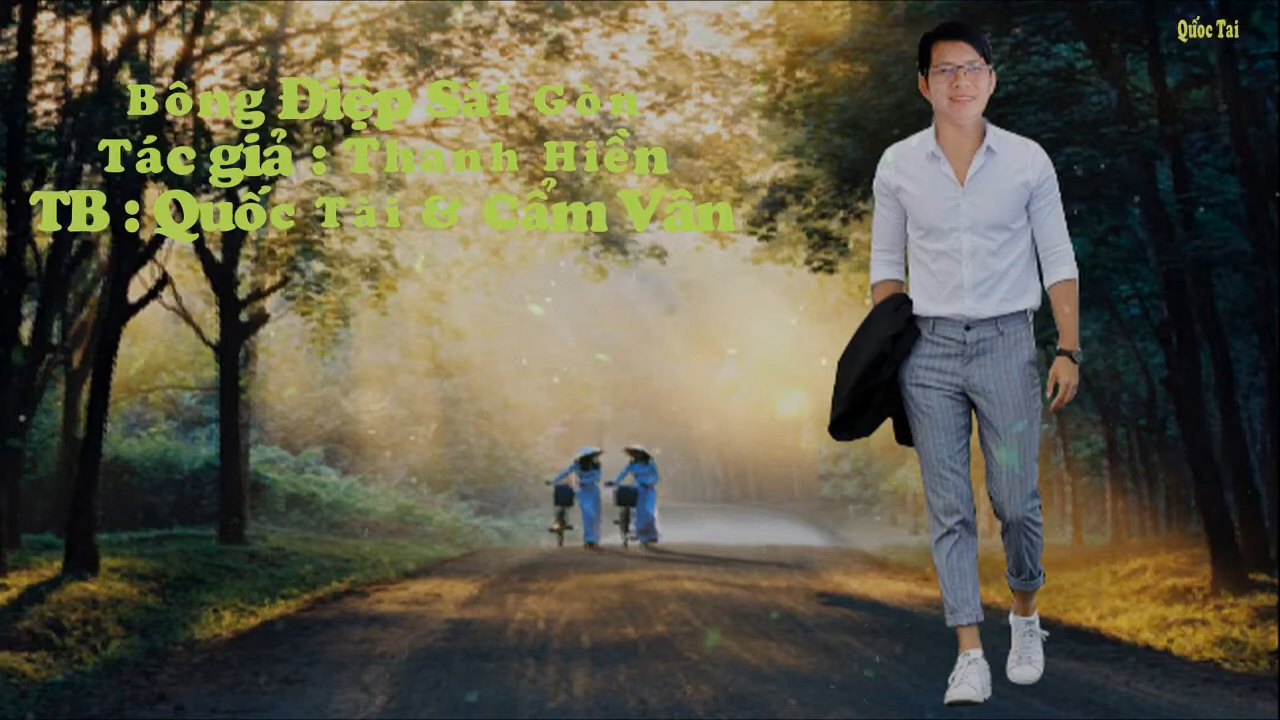 Quốc Tai
Bông Điệp Sài Gòn
Tác giả : Thanh Hiền
TB : Quốc Tài & Cẩm Vân